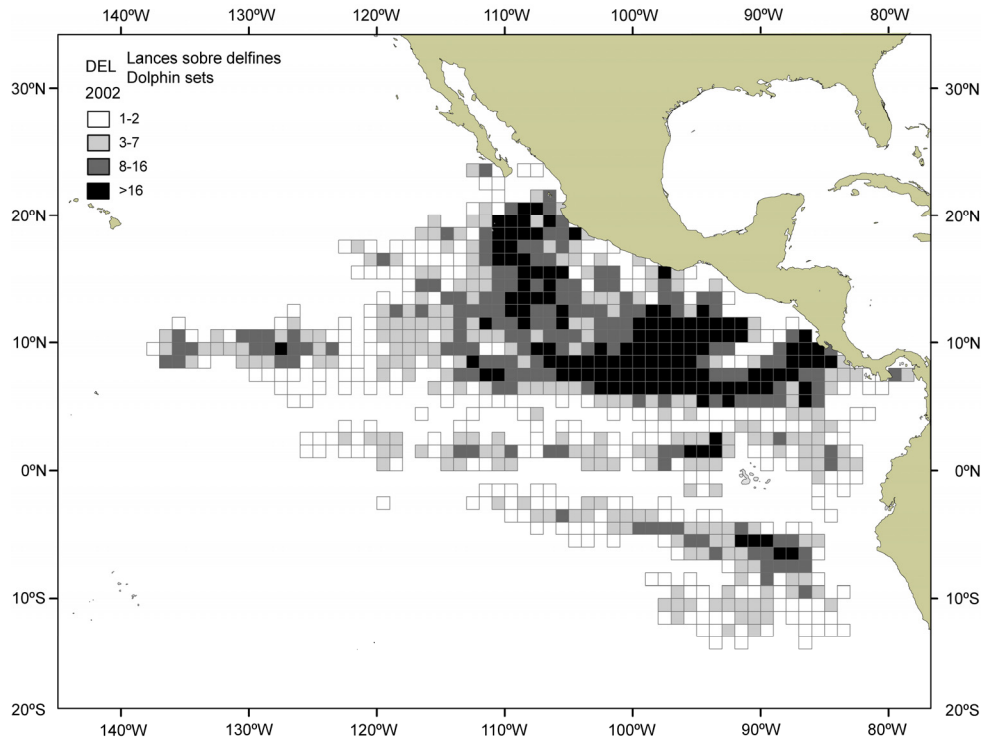 140ºW 130ºW 120ºW 110ºW 100ºW 90ºW 80ºW
DEL Lances sobre delfines
Dolphin sets
2002
1-2
3-7
8-16
>16
30ºN 30ºN
20ºN 20ºN
10ºN 10ºN
0ºN 0ºN
10ºS 10ºS
20ºS 20ºS
140ºW 130ºW 120ºW 110ºW 100ºW 90ºW 80ºW